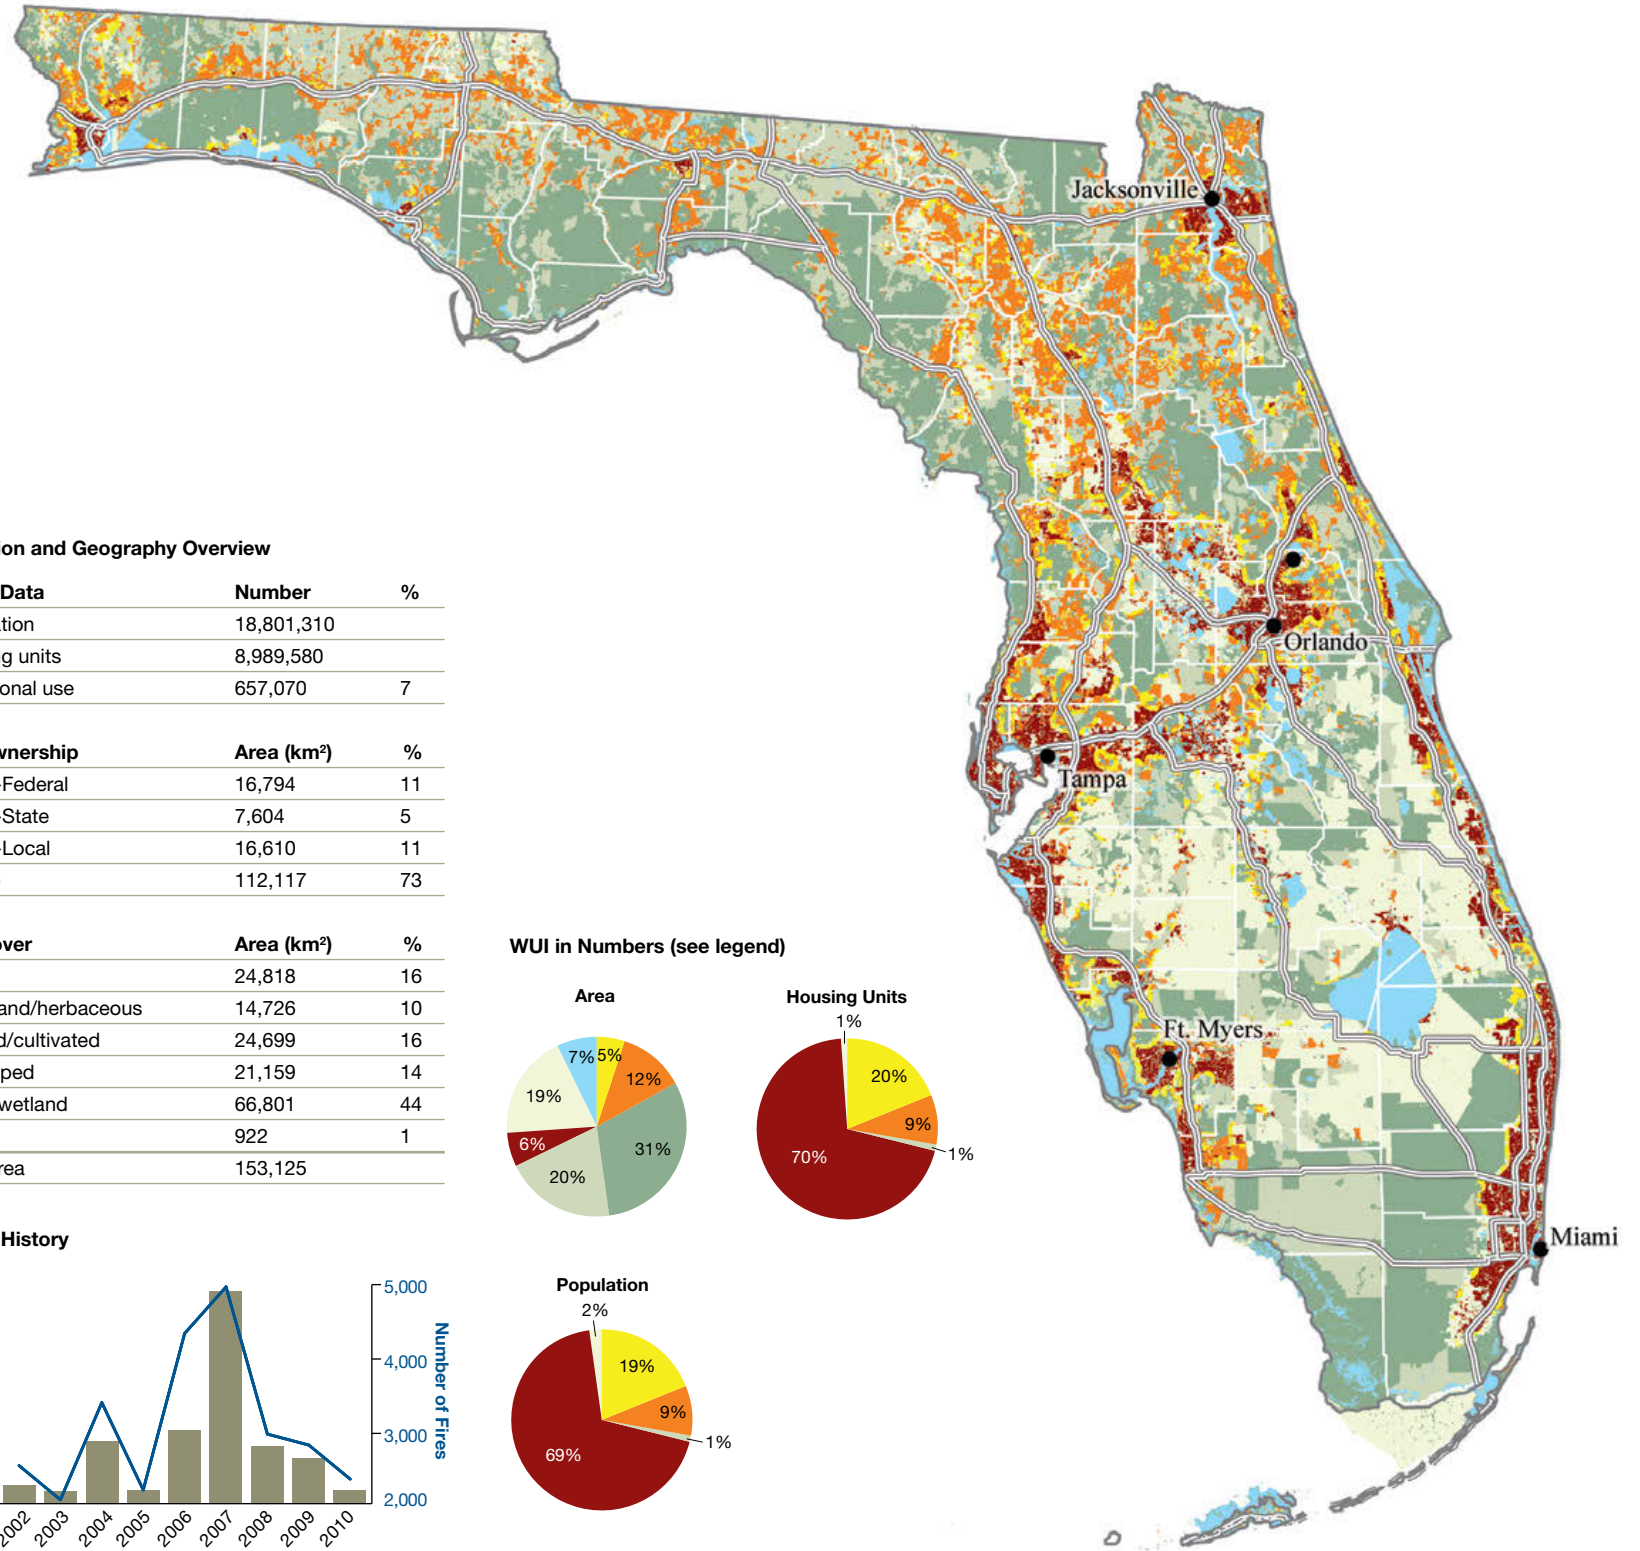 ion and Geography Overview
Data Number %
tion 18,801,310
g units 8,989,580
onal use 657,070 7
wnership Area (km²) %
-Federal 16,794 11
-State 7,604 5
-Local 16,610 11
112,117 73
over Area (km²) %
24,818 16
and/herbaceous 14,726 10
d/cultivated 24,699 16
ped 21,159 14
wetland 66,801 44
922 1
rea 153,125
History
5,000
4,000
3,000
2,000
Number of Fires
2002 2003 2004 2005 2006 2007 2008 2009 2010
WUI in Numbers (see legend)
Area
7% 5%
12%
19%
6%
31%
20%
Housing Units
1%
20%
9%
1%
70%
Population
2%
19%
9%
1%
69%
Jacksonville
Orlando
Tampa
Ft. Myers
Miami